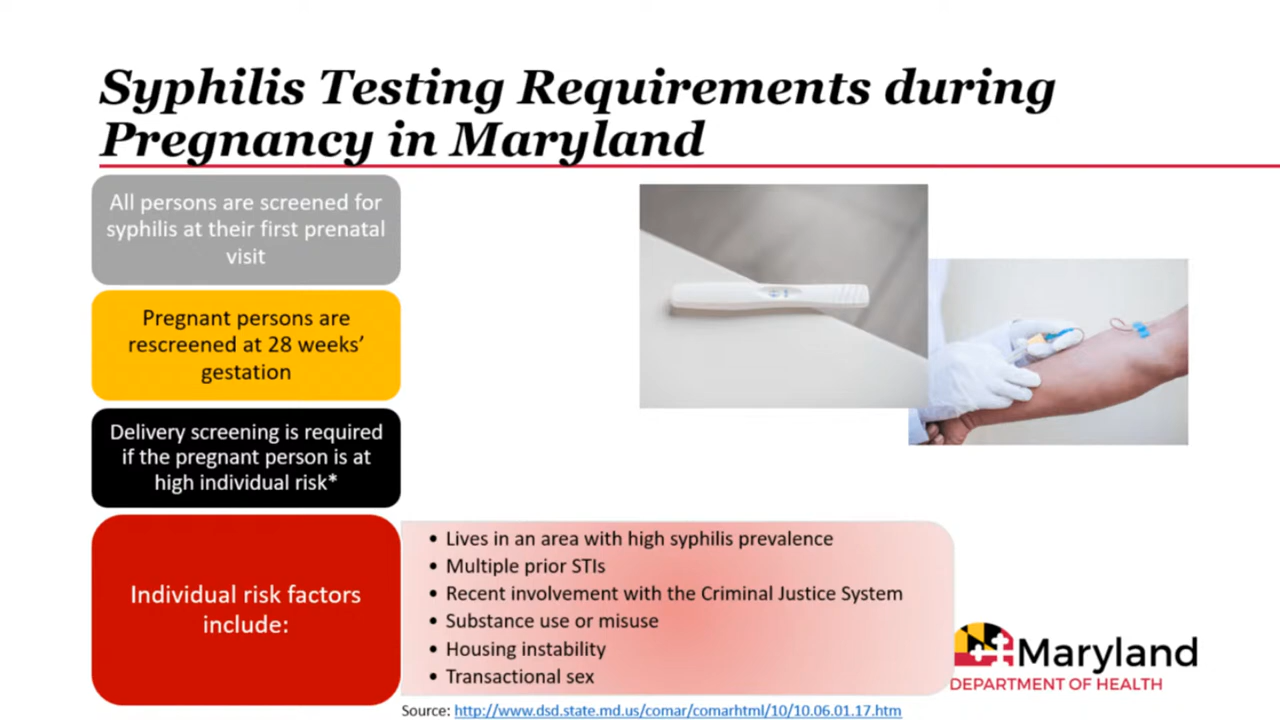 Syphilis Testing Requirements during
Pregnancy in Maryland
All persons are screened for
syphilis at their first prenatal
visit
Pregnant persons are
rescreened at 28 weeks’
gestation
Delivery screening is required
if the pregnant person is at
high individual risk*
Individual risk factors
include:
• Lives in an area with high syphilis prevalence
• Multiple prior STIs
• Recent involvement with the Criminal Justice System
• Substance use or misuse
• Housing instability
• Transactional sex
Maryland
DEPARTMENT OF HEALTH
Source: http://www.dsd.state.md.us/comar/comarhtml/10/10.06.01.17.htm